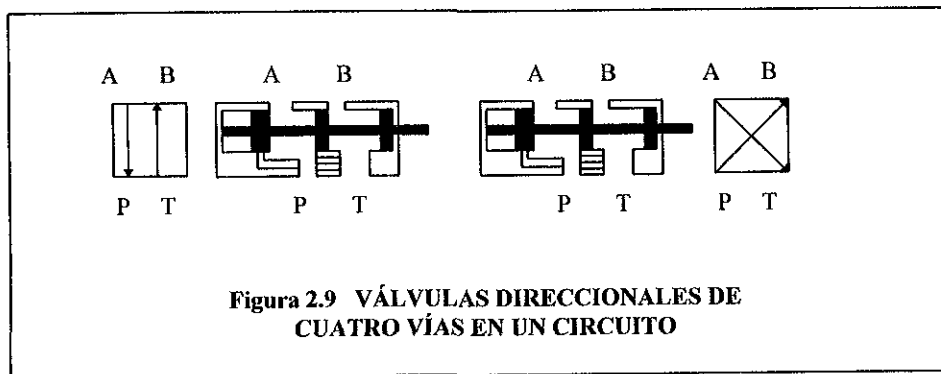 A B A B A B A B
P T P T P T P T
Figura 2.9 VÁLVULAS DIRECCIONALES DE
CUATRO VÍAS EN UN CIRCUITO